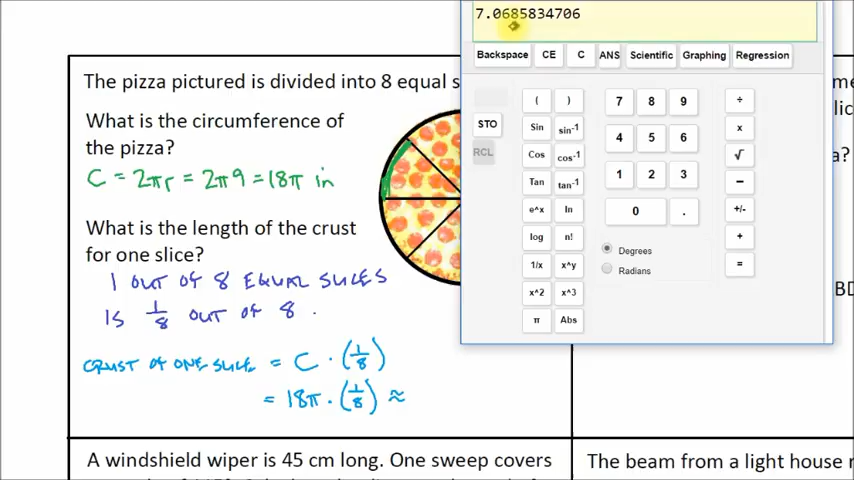 7.0685834706
Backspace CE C ANS Scientific Graphing Regression
( ) 7 8 9 ÷
STO Sin sin⁻¹ 4 5 6 x
RCL Cos cos⁻¹ 1 2 3 √
Tan tan⁻¹ −
e^x ln 0 . +/-
log n! +
Degrees
1/x x^y =
Radians
x^2 x^3
π Abs
The pizza pictured is divided into 8 equal s
What is the circumference of
the pizza?
C = 2πr = 2π9 = 18π in
What is the length of the crust
for one slice?
1 OUT OF 8 EQUAL SLICES
IS 1/8 OUT OF 8 .
CRUST OF ONE SLICE = C · (1/8)
= 18π · (1/8) ≈
A windshield wiper is 45 cm long. One sweep covers
me
lic
a?
BD
The beam from a light house r